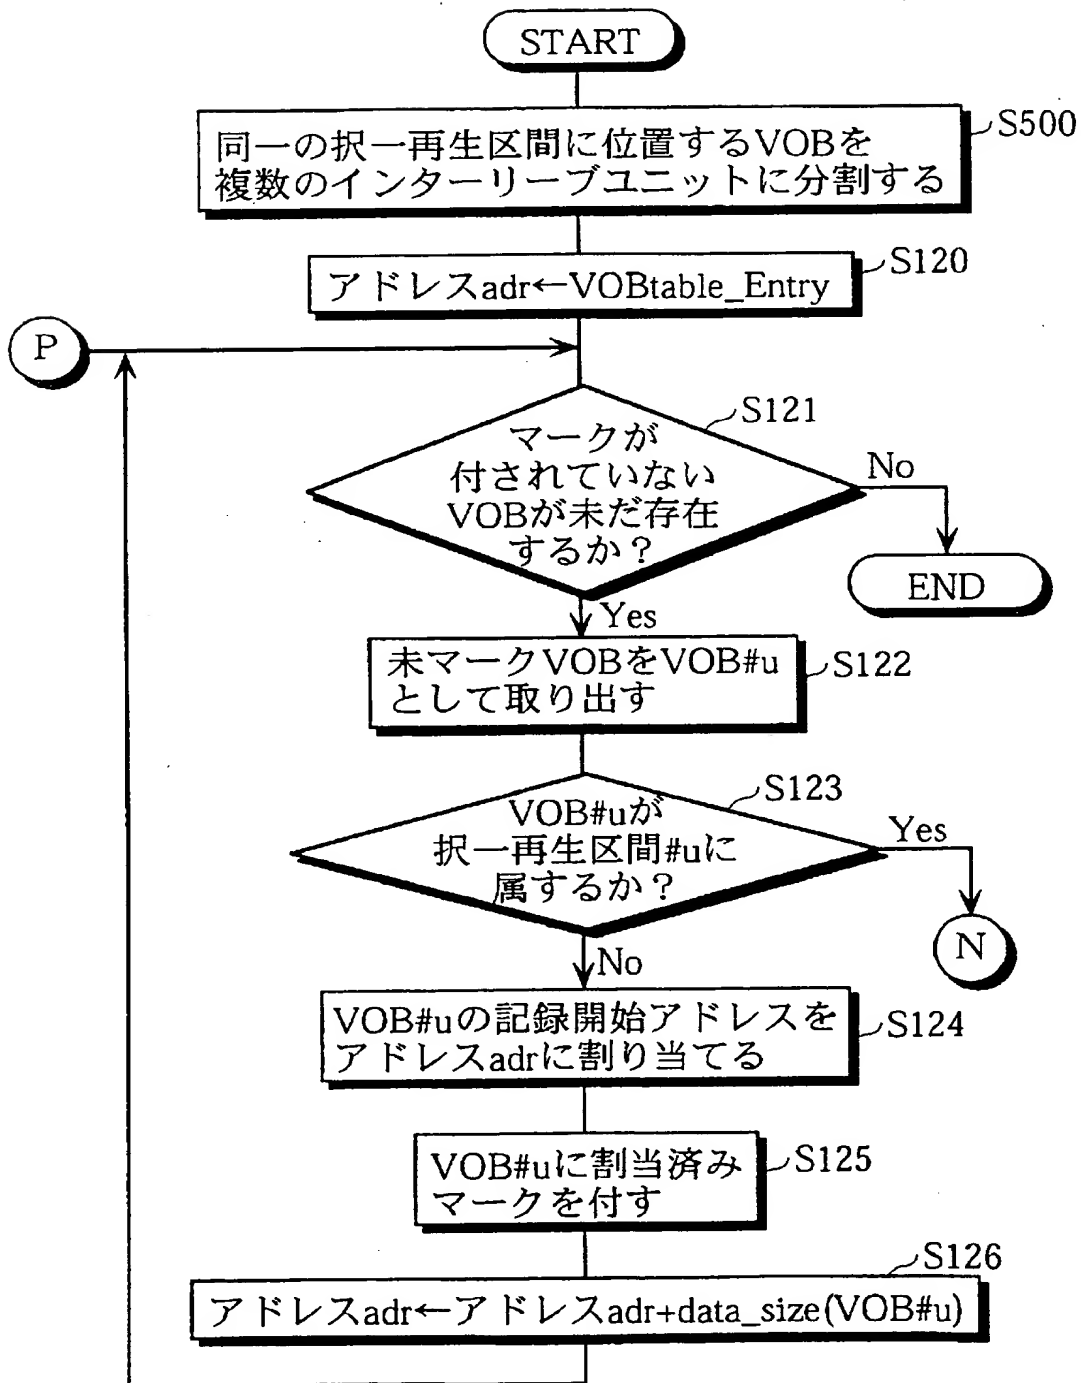 START
同一の択一再生区間に位置するVOBを
複数のインターリーブユニットに分割する
S500
アドレスadr←VOBtable_Entry
S120
P
マークが
付されていない
VOBが未だ存在
するか？
S121
No
END
Yes
未マークVOBをVOB#u
として取り出す
S122
VOB#uが
択一再生区間#uに
属するか？
S123
Yes
N
No
VOB#uの記録開始アドレスを
アドレスadrに割り当てる
S124
VOB#uに割当済み
マークを付す
S125
S126
アドレスadr←アドレスadr+data_size(VOB#u)